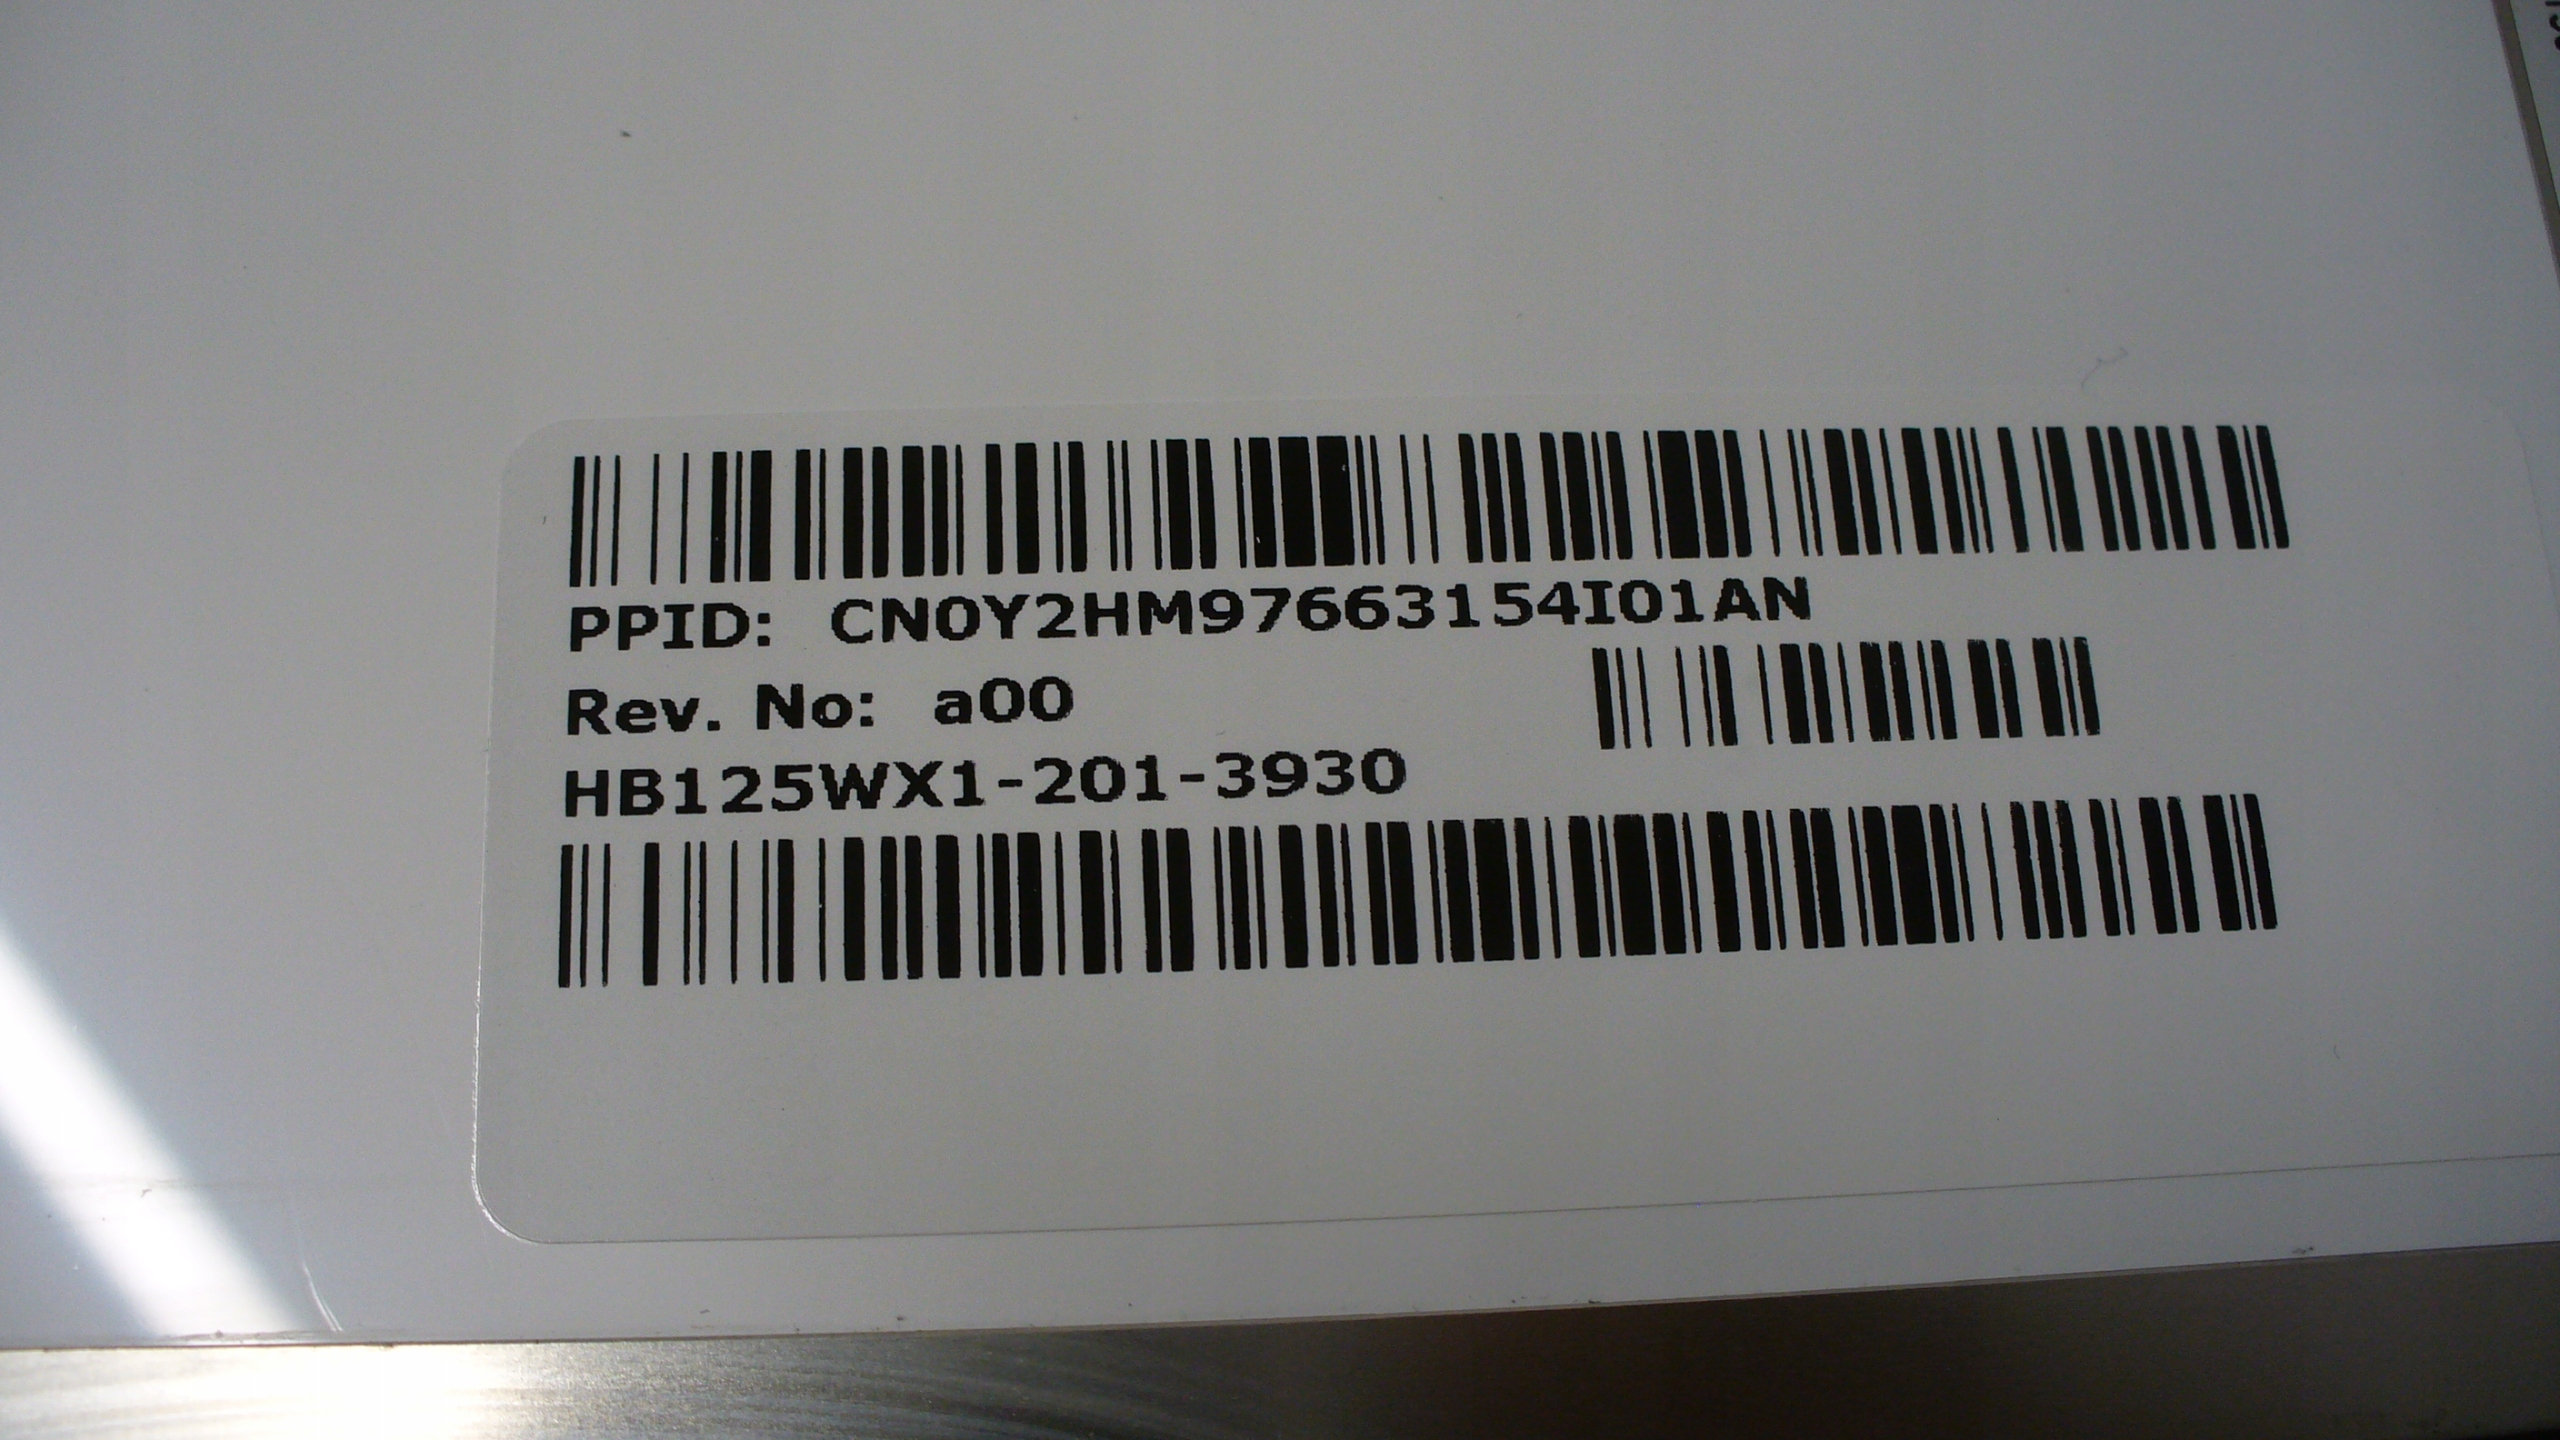 PPID: CN0Y2HM97663154I01AN
Rev. No: a00
HB125WX1-201-3930